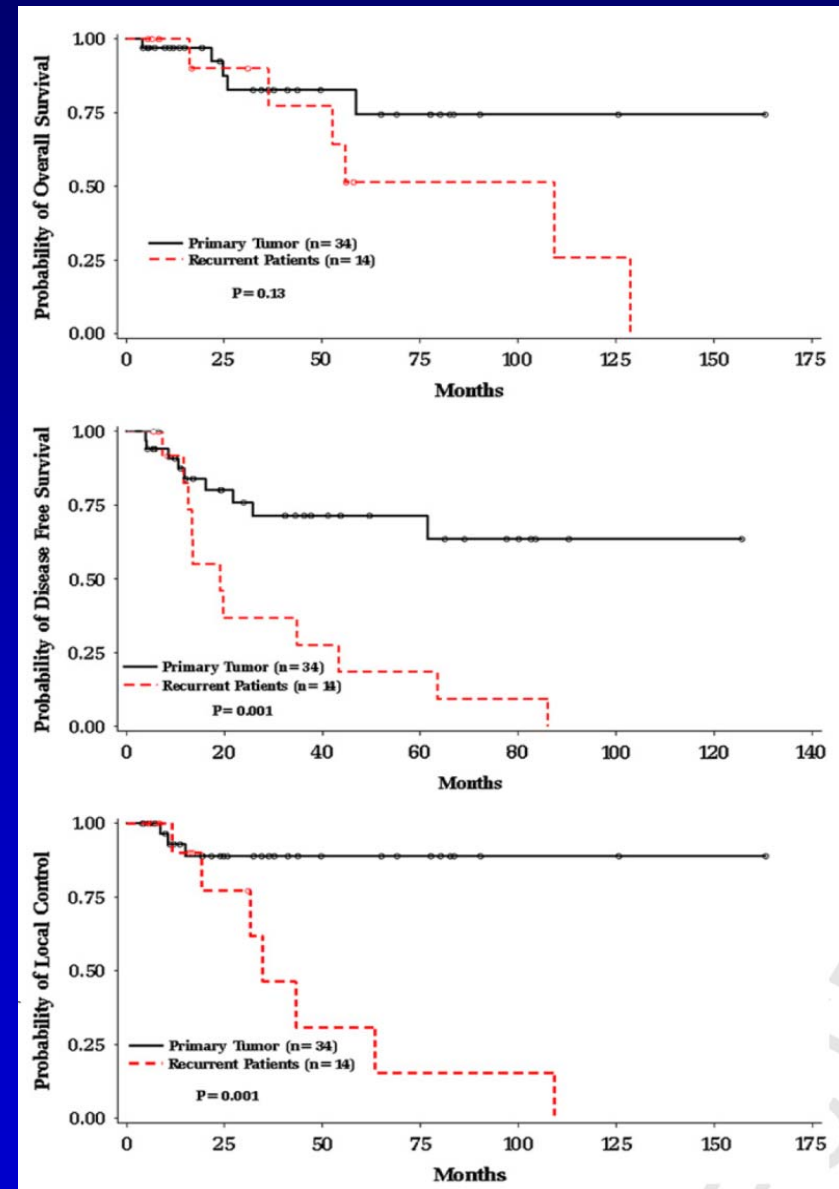 Probability of Overall Survival
1.00
0.75
0.50
0.25
0.00
Primary Tumor (n=34)
Recurrent Patients (n=14)
P=0.13
0 25 50 75 100 125 150 175
Months
Probability of Disease Free Survival
1.00
0.75
0.50
0.25
0.00
Primary Tumor (n=34)
Recurrent Patients (n=14)
P=0.001
0 20 40 60 80 100 120 140
Months
Probability of Local Control
1.00
0.75
0.50
0.25
0.00
Primary Tumor (n=34)
Recurrent Patients (n=14)
P=0.001
0 25 50 75 100 125 150 175
Months